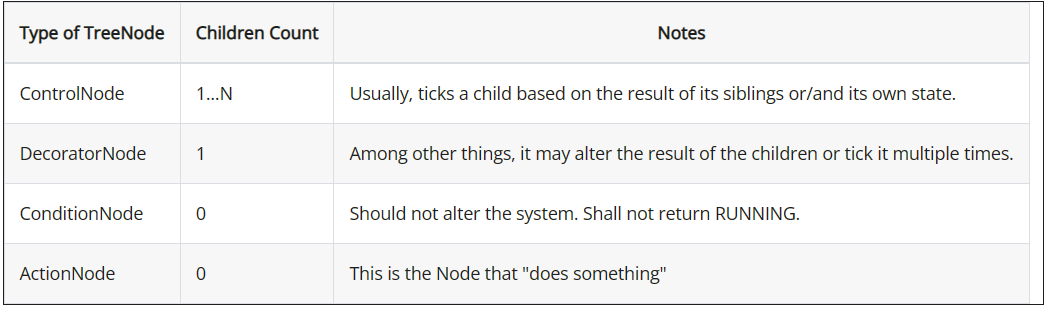 Type of TreeNode Children Count Notes
ControlNode 1...N Usually, ticks a child based on the result of its siblings or/and its own state.
DecoratorNode 1 Among other things, it may alter the result of the children or tick it multiple times.
ConditionNode 0 Should not alter the system. Shall not return RUNNING.
ActionNode 0 This is the Node that "does something"